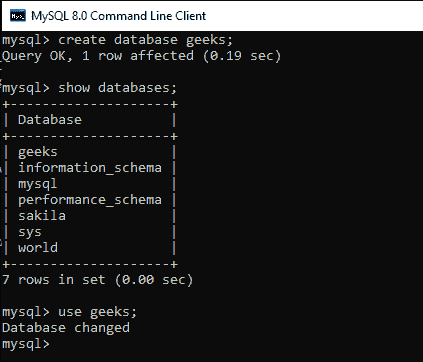 MySQL 8.0 Command Line Client
mysql> create database geeks;
Query OK, 1 row affected (0.19 sec)
mysql> show databases;
+--------------------+
| Database           |
+--------------------+
| geeks              |
| information_schema |
| mysql              |
| performance_schema |
| sakila             |
| sys                |
| world              |
+--------------------+
7 rows in set (0.00 sec)
mysql> use geeks;
Database changed
mysql>